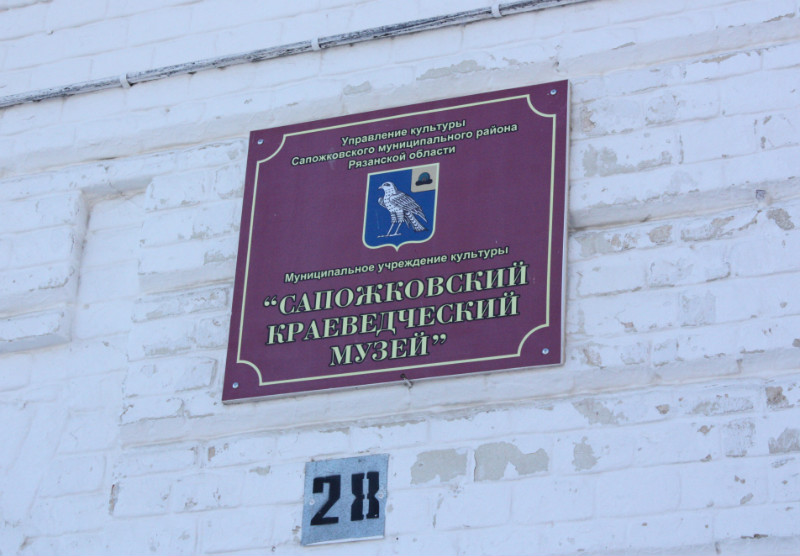 Управление культуры
Сапожковского муниципального района
Рязанской области
Муниципальное учреждение культуры
“САПОЖКОВСКИЙ
КРАЕВЕДЧЕСКИЙ
МУЗЕЙ”
28